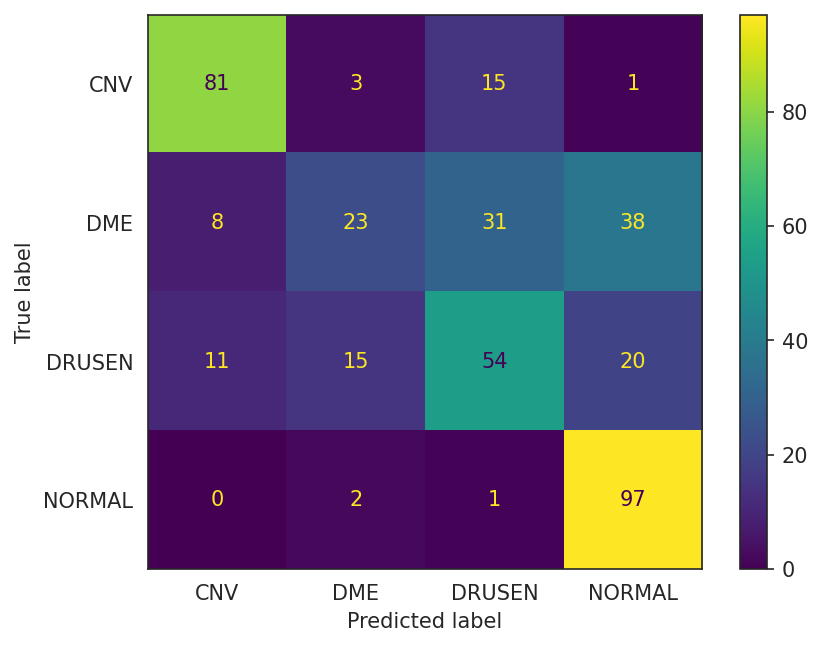 CNV 81 3 15 1
DME 8 23 31 38
DRUSEN 11 15 54 20
NORMAL 0 2 1 97
CNV DME DRUSEN NORMAL
Predicted label
True label
80
60
40
20
0